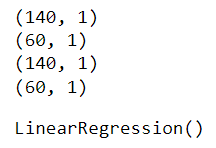 (140, 1)
(60, 1)
(140, 1)
(60, 1)
LinearRegression()